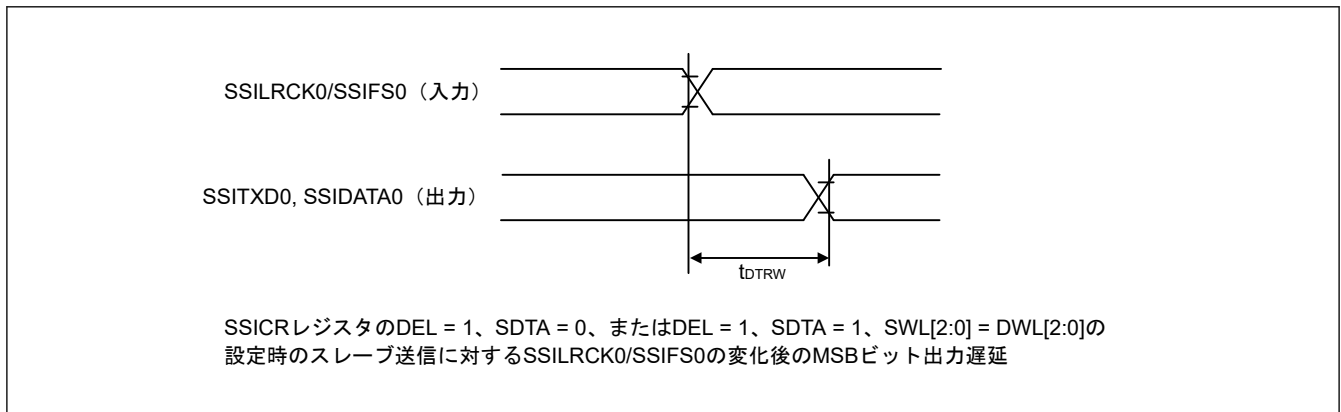 SSILRCK0/SSIFS0（入力）
SSITXD0, SSIDATA0（出力）
tDTRW
SSICRレジスタのDEL = 1、SDTA = 0、またはDEL = 1、SDTA = 1、SWL[2:0] = DWL[2:0]の
設定時のスレーブ送信に対するSSILRCK0/SSIFS0の変化後のMSBビット出力遅延